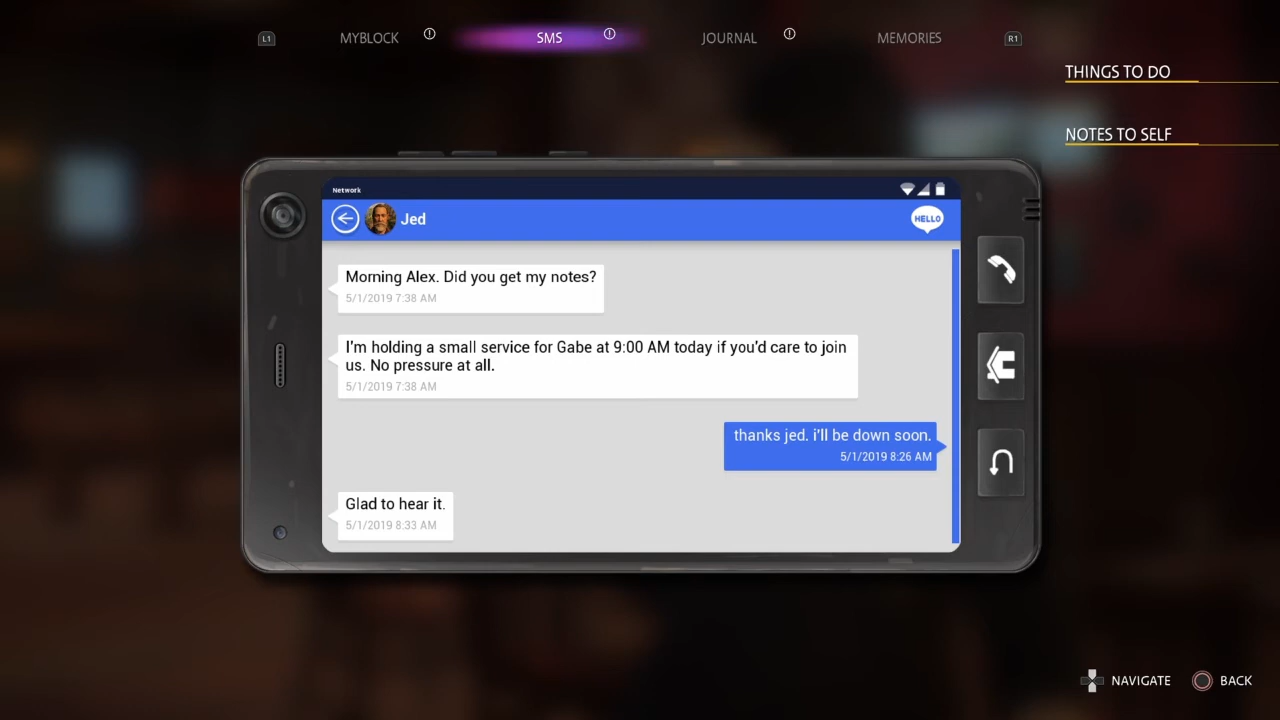 L1
MYBLOCK
SMS
JOURNAL
MEMORIES
R1
THINGS TO DO
NOTES TO SELF
Network
Jed
HELLO
Morning Alex. Did you get my notes?
5/1/2019 7:38 AM
I'm holding a small service for Gabe at 9:00 AM today if you'd care to join
us. No pressure at all.
5/1/2019 7:38 AM
thanks jed. i'll be down soon.
5/1/2019 8:26 AM
Glad to hear it.
5/1/2019 8:33 AM
NAVIGATE
BACK